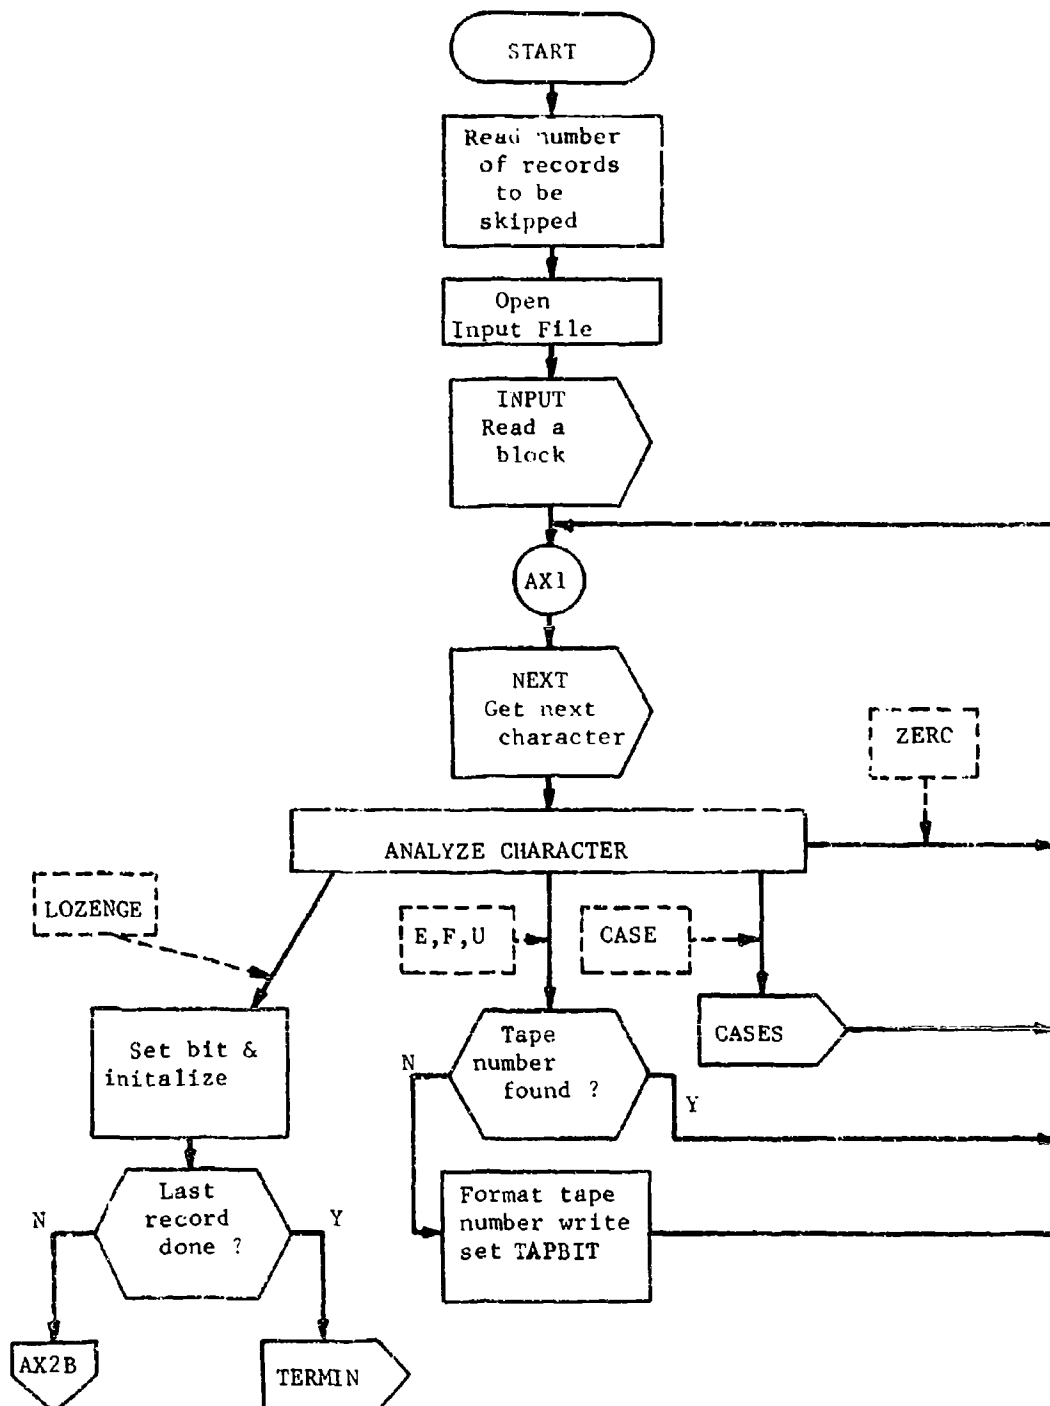 START
Read number
of records
to be
skipped
Open
Input File
INPUT
Read a
block
AX1
NEXT
Get next
character
ZERC
ANALYZE CHARACTER
LOZENGE
E,F,U
CASE
Set bit &
initalize
Tape
number
found ?
N
Y
CASES
Last
record
done ?
N
Y
Format tape
number write
set TAPBIT
AX2B
TERMIN